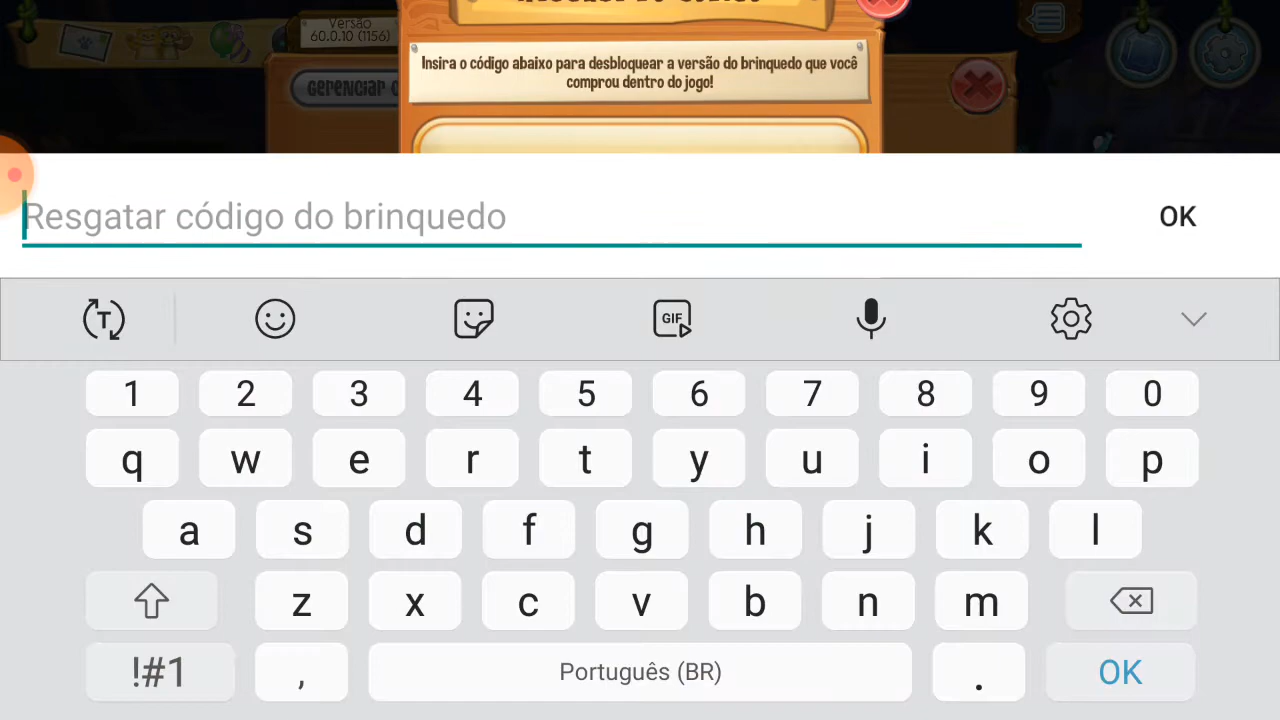 Versão
60.0.10 (1156)
Gerenciar
Insira o código abaixo para desbloquear a versão do brinquedo que você
comprou dentro do jogo!
Resgatar código do brinquedo
OK
T
GIF
1 2 3 4 5 6 7 8 9 0
q w e r t y u i o p
a s d f g h j k l
z x c v b n m
!#1 , Português (BR) . OK